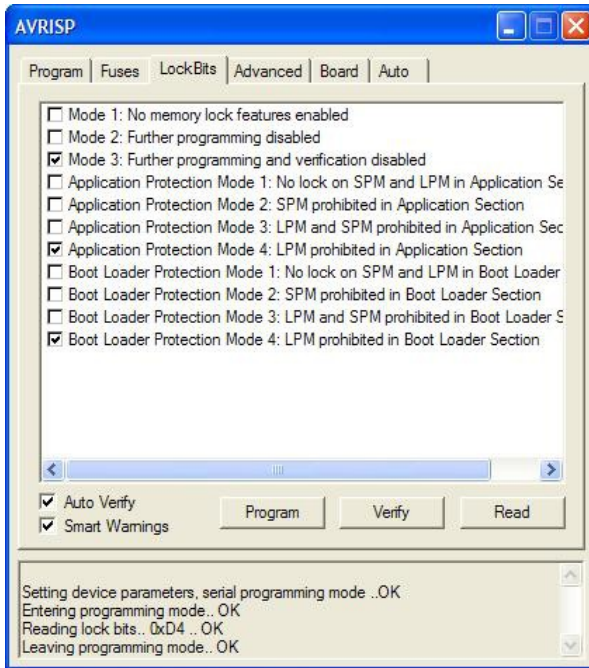 AVRISP
Program Fuses LockBits Advanced Board Auto
Mode 1: No memory lock features enabled
Mode 2: Further programming disabled
Mode 3: Further programming and verification disabled
Application Protection Mode 1: No lock on SPM and LPM in Application Se
Application Protection Mode 2: SPM prohibited in Application Section
Application Protection Mode 3: LPM and SPM prohibited in Application Sec
Application Protection Mode 4: LPM prohibited in Application Section
Boot Loader Protection Mode 1: No lock on SPM and LPM in Boot Loader
Boot Loader Protection Mode 2: SPM prohibited in Boot Loader Section
Boot Loader Protection Mode 3: LPM and SPM prohibited in Boot Loader S
Boot Loader Protection Mode 4: LPM prohibited in Boot Loader Section
Auto Verify
Smart Warnings
Program Verify Read
Setting device parameters, serial programming mode ..OK
Entering programming mode.. OK
Reading lock bits.. 0xD4 .. OK
Leaving programming mode.. OK